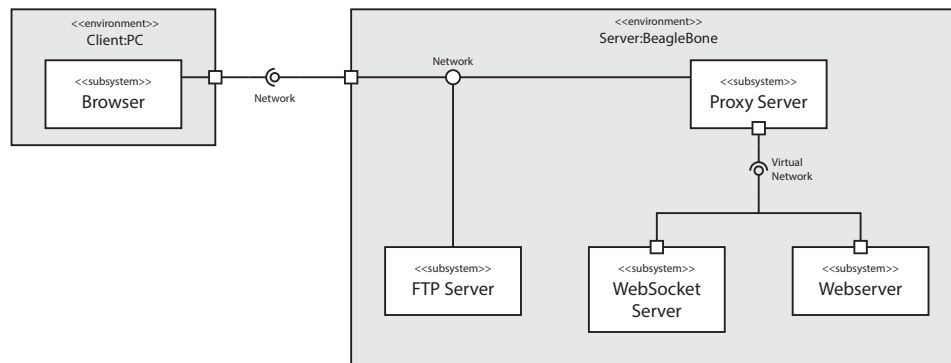 <<environment>>
Client:PC
<<subsystem>>
Browser
Network
<<environment>>
Server:BeagleBone
Network
<<subsystem>>
Proxy Server
Virtual
Network
<<subsystem>>
FTP Server
<<subsystem>>
WebSocket
Server
<<subsystem>>
Webserver